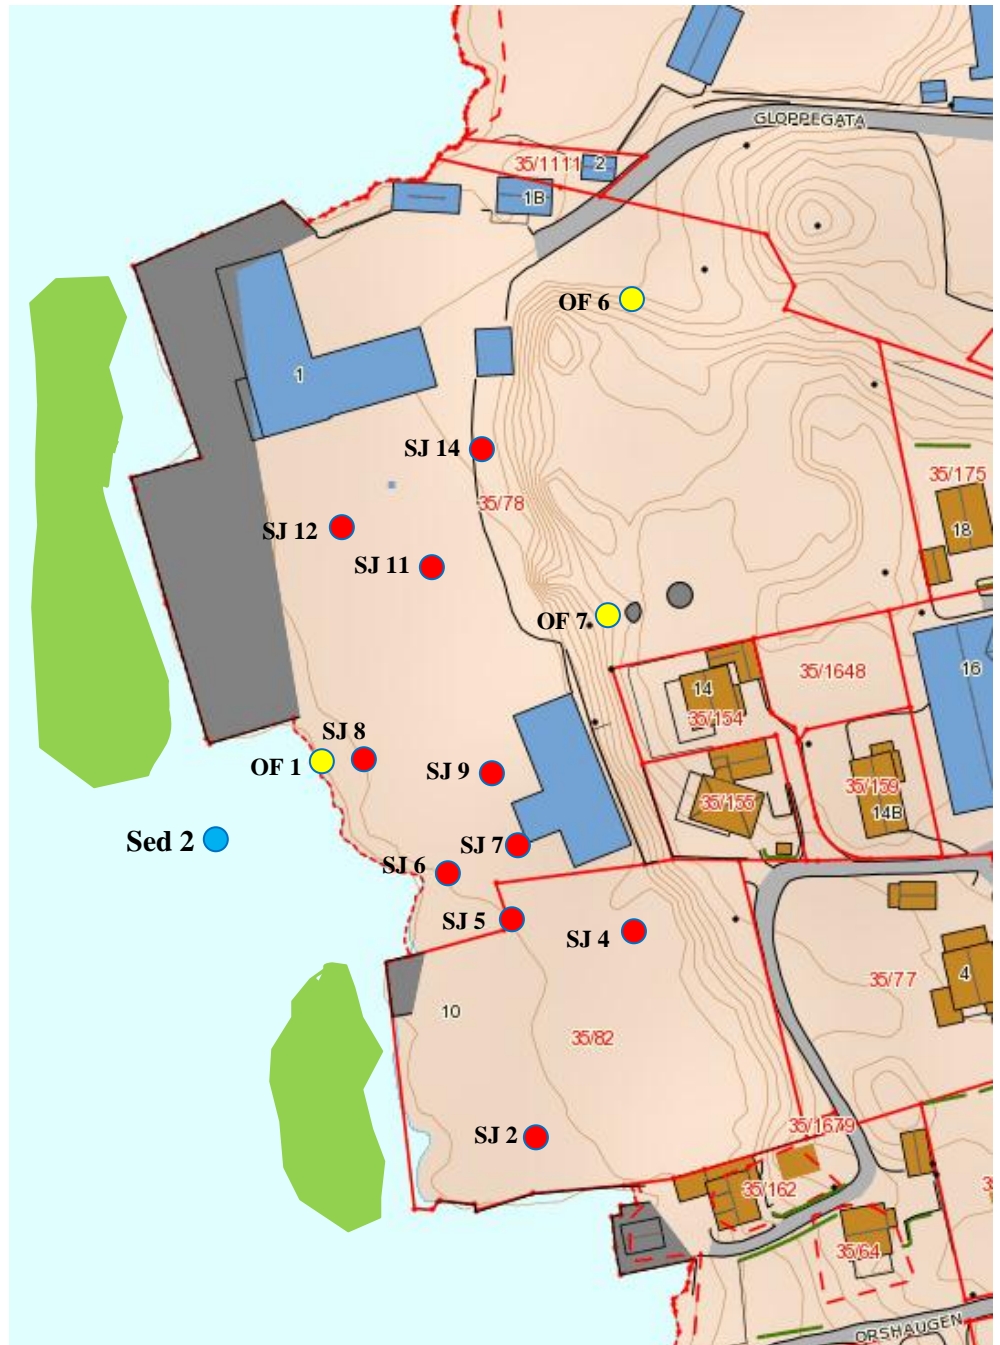 GLOPPEGATA
35/1111
2
1B
OF 6
1
SJ 14
35/78
35/175
18
SJ 12
SJ 11
OF 7
14
35/1648
16
35/154
SJ 8
OF 1
SJ 9
35/155
35/159
14B
Sed 2
SJ 7
SJ 6
SJ 5
SJ 4
35/77
4
10
35/82
35/1679
SJ 2
35/162
35/64
ORSHAUGEN